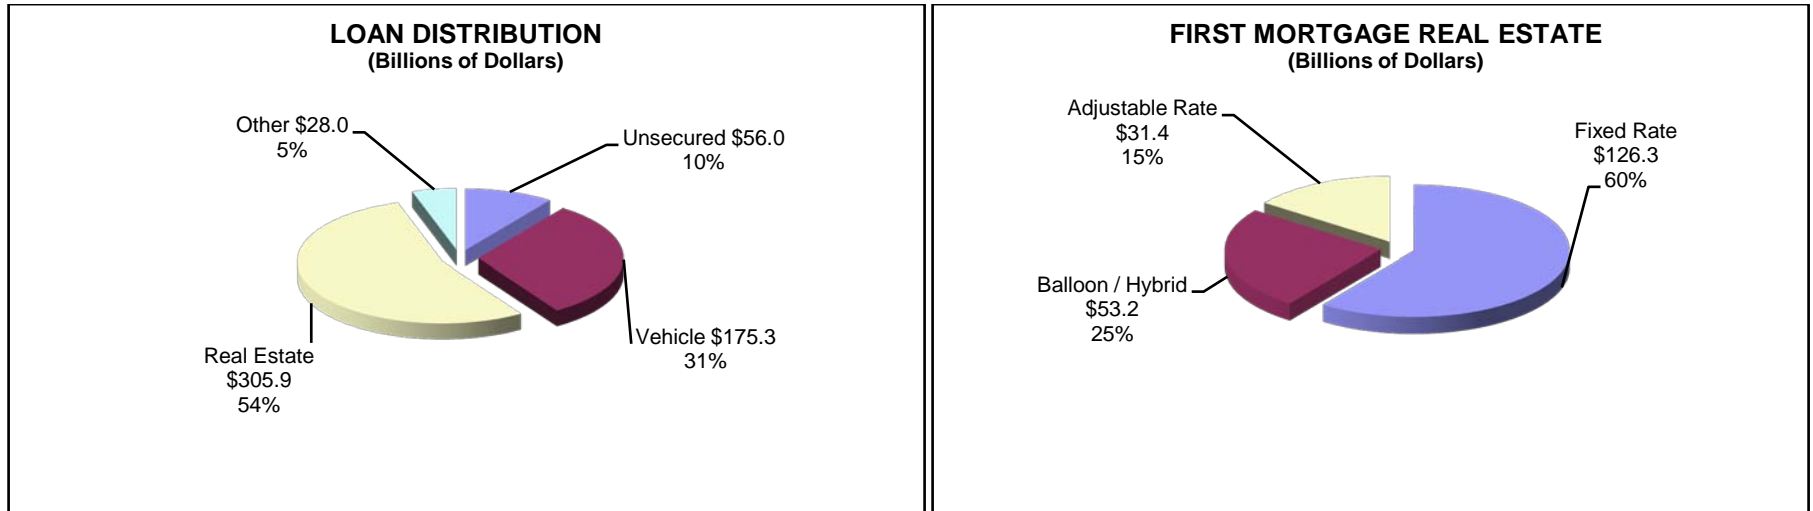 LOAN DISTRIBUTION
(Billions of Dollars)
Other $28.0
5%
Unsecured $56.0
10%
Vehicle $175.3
31%
Real Estate
$305.9
54%
FIRST MORTGAGE REAL ESTATE
(Billions of Dollars)
Adjustable Rate
$31.4
15%
Fixed Rate
$126.3
60%
Balloon / Hybrid
$53.2
25%